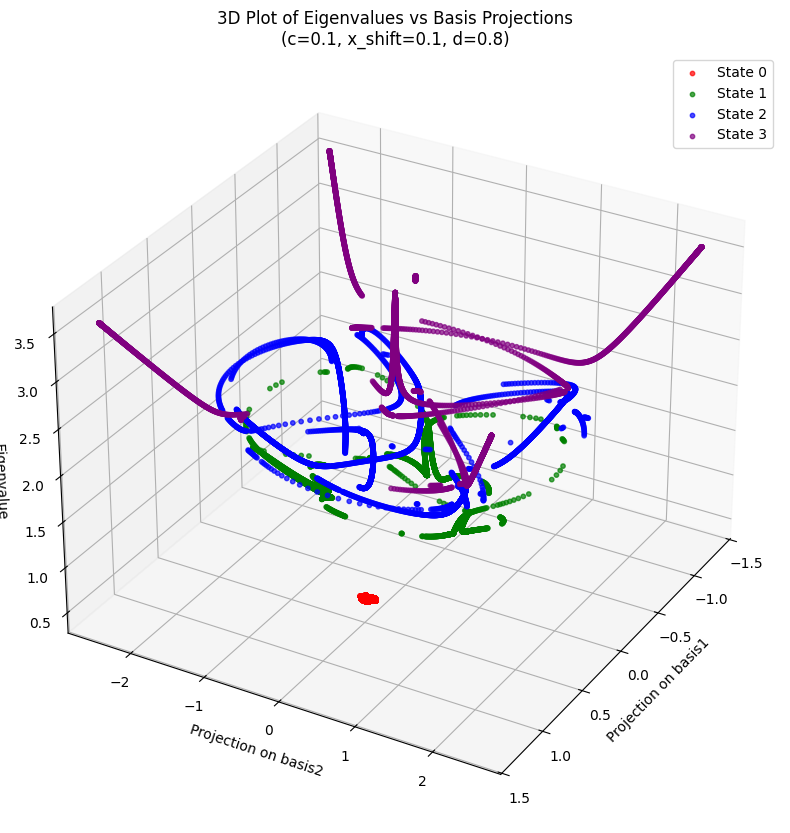 3D Plot of Eigenvalues vs Basis Projections
(c=0.1, x_shift=0.1, d=0.8)
State 0
State 1
State 2
State 3
3.5
3.0
2.5
2.0
1.5
1.0
0.5
Eigenvalue
−2
−1
0
1
2
Projection on basis2
−1.5
−1.0
−0.5
0.0
0.5
1.0
1.5
Projection on basis1